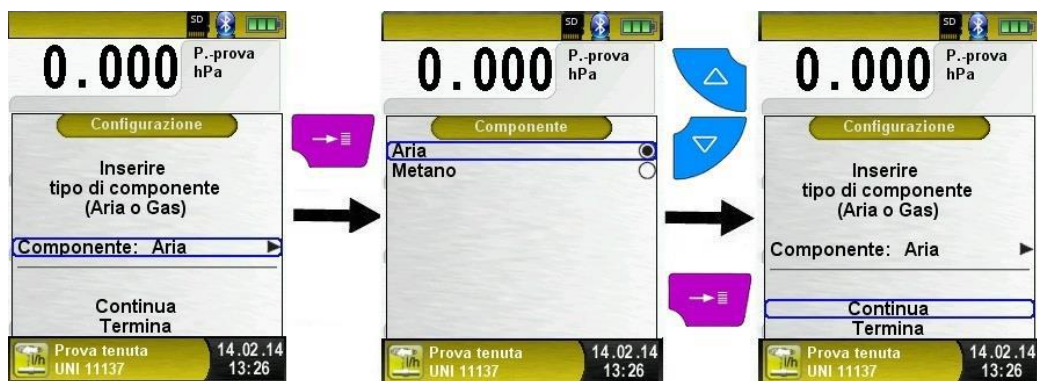 SD
0.000 P.-prova
hPa
Configurazione
Inserire
tipo di componente
(Aria o Gas)
Componente: Aria
Continua
Termina
l/h Prova tenuta 14.02.14
UNI 11137 13:26
SD
0.000 P.-prova
hPa
Componente
Aria
Metano
l/h Prova tenuta 14.02.14
UNI 11137 13:26
SD
0.000 P.-prova
hPa
Configurazione
Inserire
tipo di componente
(Aria o Gas)
Componente: Aria
Continua
Termina
l/h Prova tenuta 14.02.14
UNI 11137 13:26